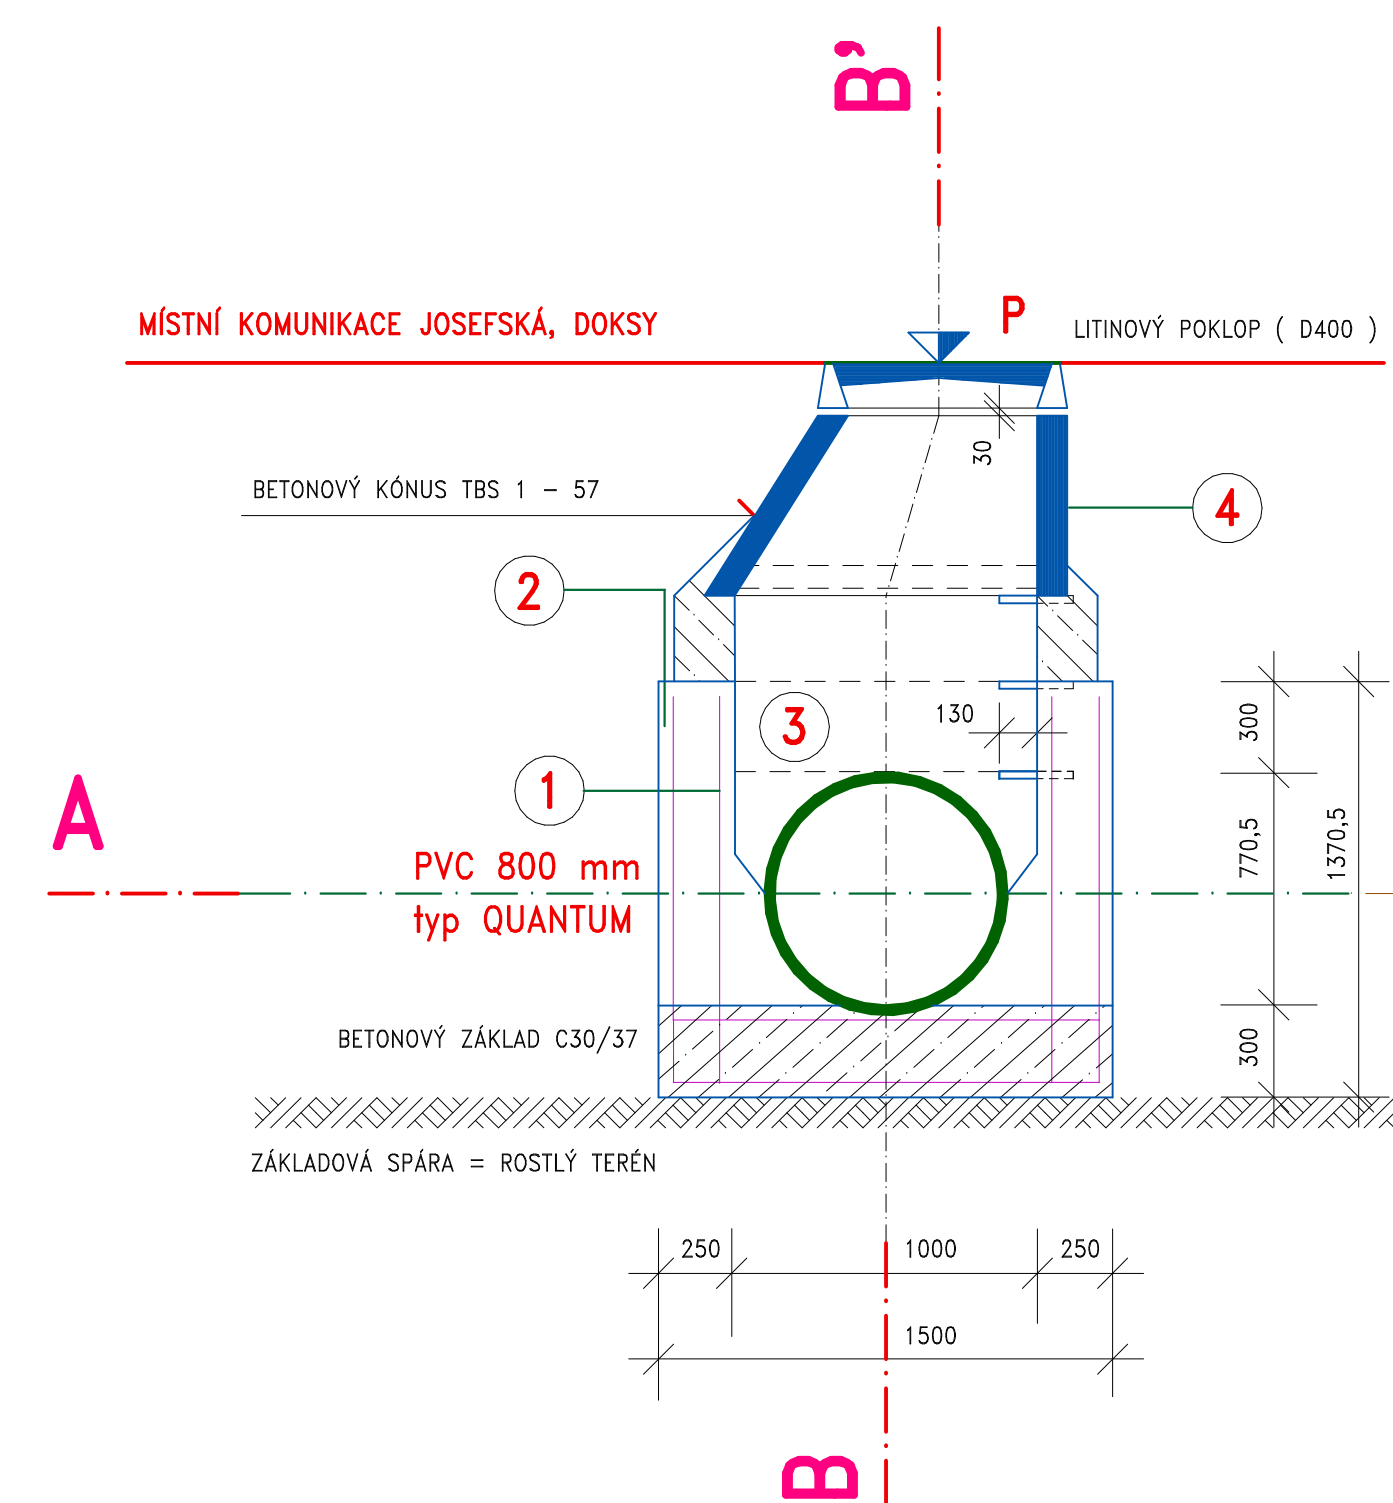 B'
MÍSTNÍ KOMUNIKACE JOSEFSKÁ, DOKSY
P
LITINOVÝ POKLOP ( D400 )
30
BETONOVÝ KÓNUS TBS 1 – 57
4
2
130
3
300
1
A
770,5
1370,5
PVC 800 mm
typ QUANTUM
BETONOVÝ ZÁKLAD C30/37
300
ZÁKLADOVÁ SPÁRA = ROSTLÝ TERÉN
250
1000
250
1500
B